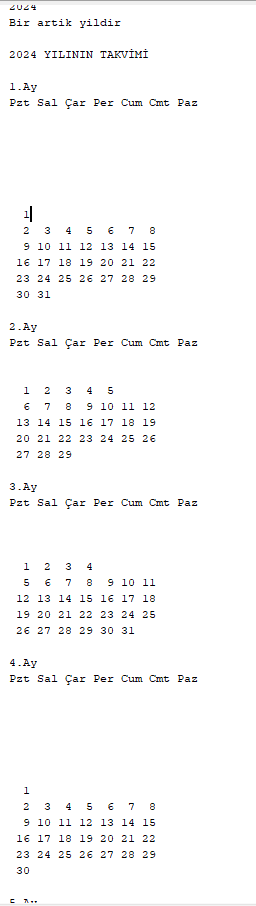 2024
Bir artik yildir
2024 YILININ TAKVİMİ
1.Ay
Pzt Sal Çar Per Cum Cmt Paz
1
2 3 4 5 6 7 8
9 10 11 12 13 14 15
16 17 18 19 20 21 22
23 24 25 26 27 28 29
30 31
2.Ay
Pzt Sal Çar Per Cum Cmt Paz
1 2 3 4 5
6 7 8 9 10 11 12
13 14 15 16 17 18 19
20 21 22 23 24 25 26
27 28 29
3.Ay
Pzt Sal Çar Per Cum Cmt Paz
1 2 3 4
5 6 7 8 9 10 11
12 13 14 15 16 17 18
19 20 21 22 23 24 25
26 27 28 29 30 31
4.Ay
Pzt Sal Çar Per Cum Cmt Paz
1
2 3 4 5 6 7 8
9 10 11 12 13 14 15
16 17 18 19 20 21 22
23 24 25 26 27 28 29
30
5.Ay